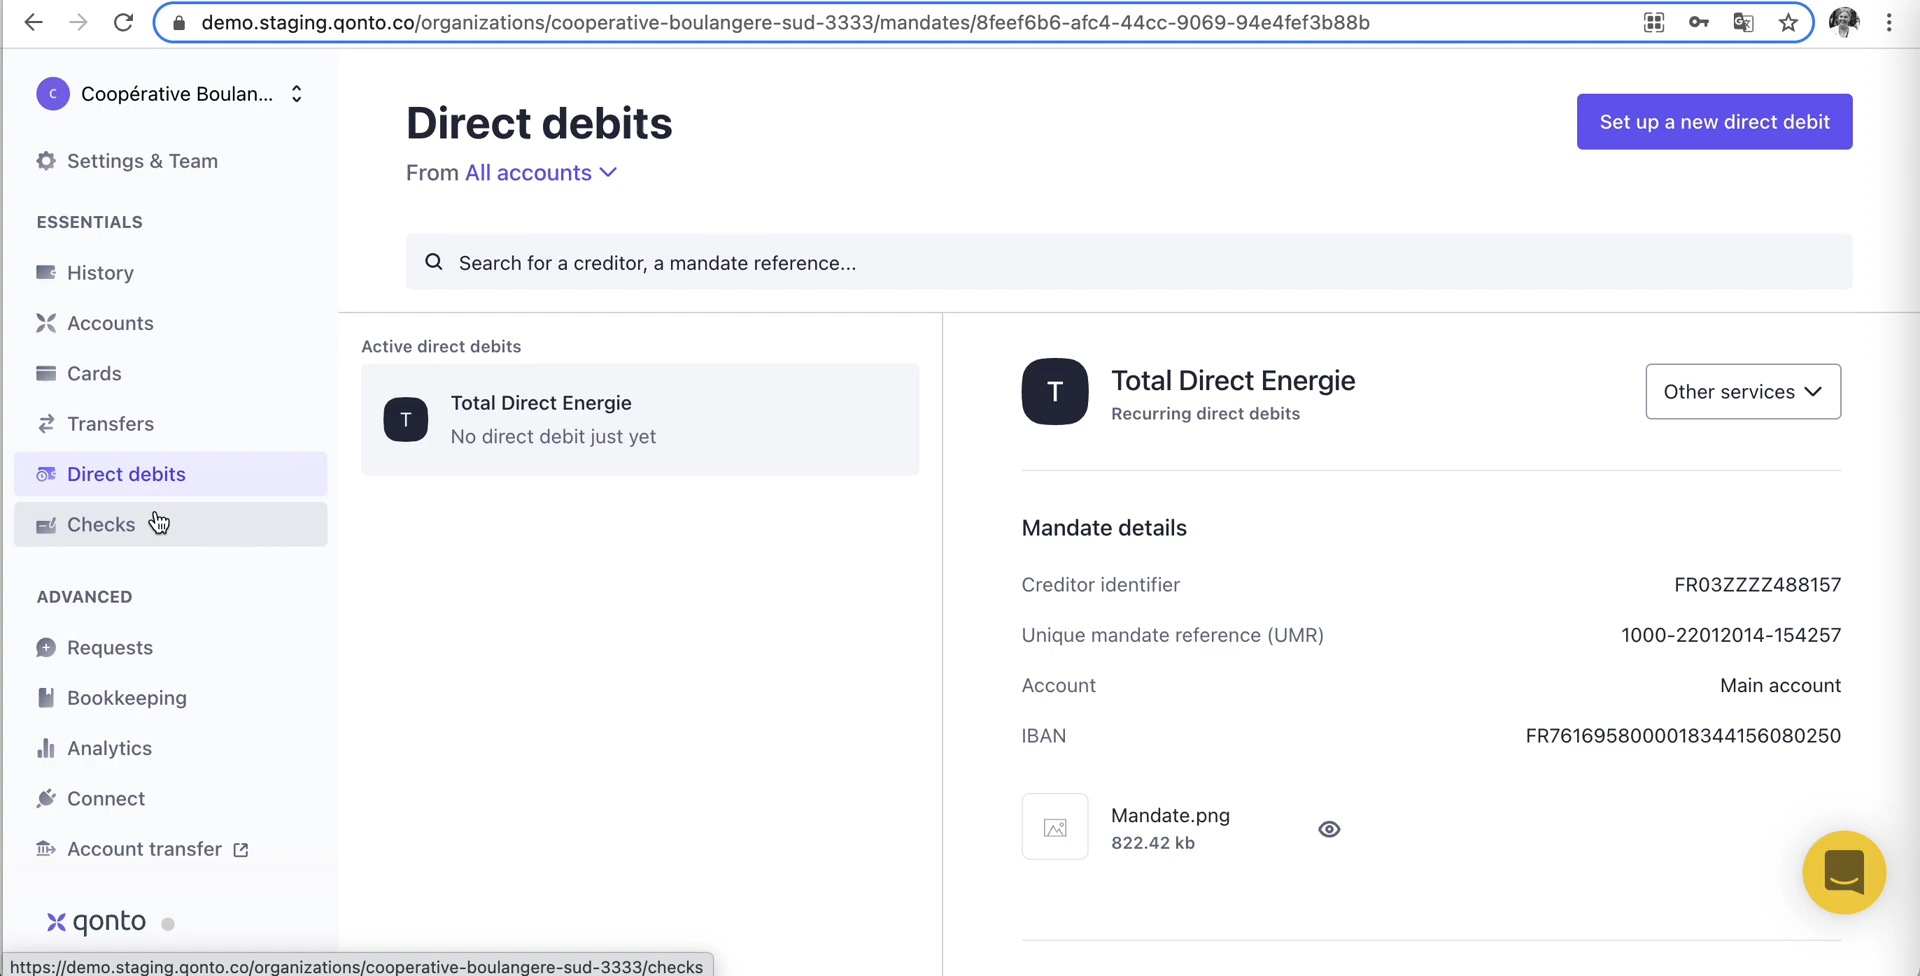 demo.staging.qonto.co/organizations/cooperative-boulangere-sud-3333/mandates/8feef6b6-afc4-44cc-9069-94e4fef3b88b
C
Coopérative Boulan...
Settings & Team
ESSENTIALS
History
Accounts
Cards
Transfers
Direct debits
Checks
ADVANCED
Requests
Bookkeeping
Analytics
Connect
Account transfer
qonto
https://demo.staging.qonto.co/organizations/cooperative-boulangere-sud-3333/checks
Direct debits
Set up a new direct debit
From All accounts
Search for a creditor, a mandate reference...
Active direct debits
T
Total Direct Energie
No direct debit just yet
T
Total Direct Energie
Recurring direct debits
Other services
Mandate details
Creditor identifier FR03ZZZZ488157
Unique mandate reference (UMR) 1000-22012014-154257
Account Main account
IBAN FR7616958000018344156080250
Mandate.png
822.42 kb